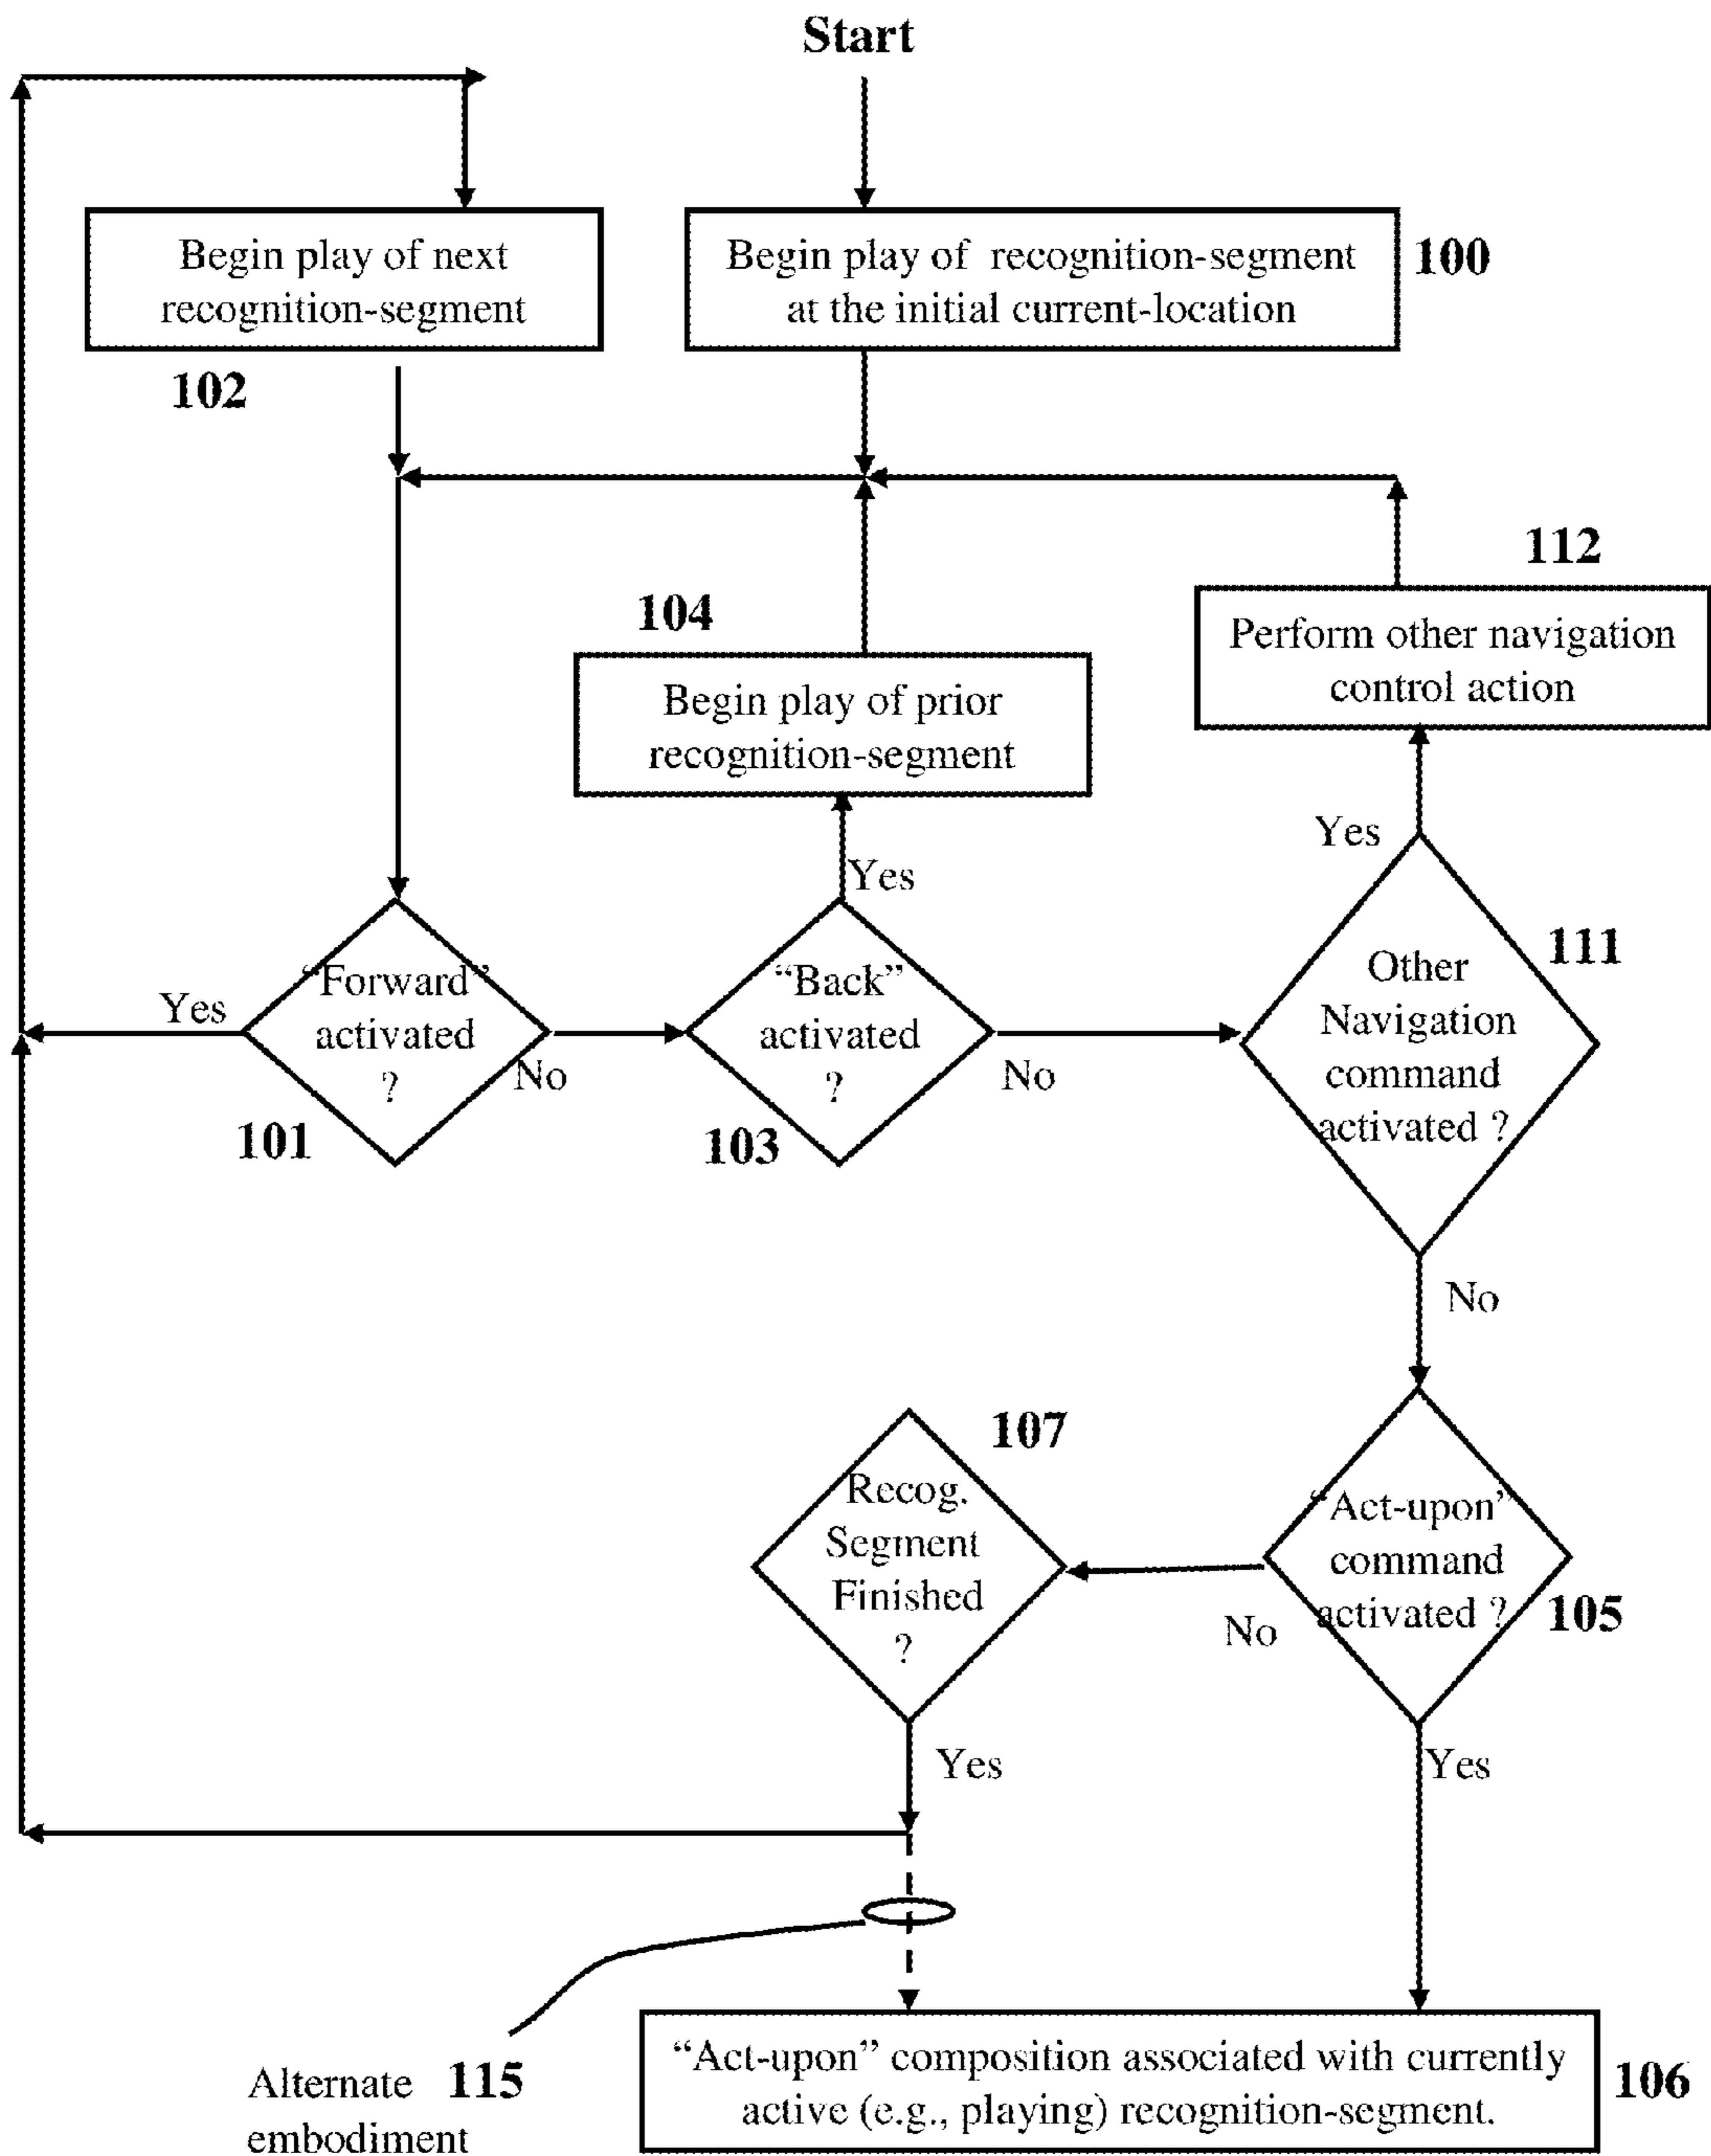 Start
Begin play of next
recognition-segment
102
Begin play of recognition-segment
at the initial current-location
100
112
Perform other navigation
control action
104
Begin play of prior
recognition-segment
Yes
Yes
"Forward"
activated
?
Yes
No
101
"Back"
activated
?
No
103
Other
Navigation
command
activated ?
111
No
107
Recog.
Segment
Finished
?
"Act-upon"
command
activated ?
105
No
Yes
Yes
Alternate 115
embodiment
"Act-upon" composition associated with currently
active (e.g., playing) recognition-segment.
106